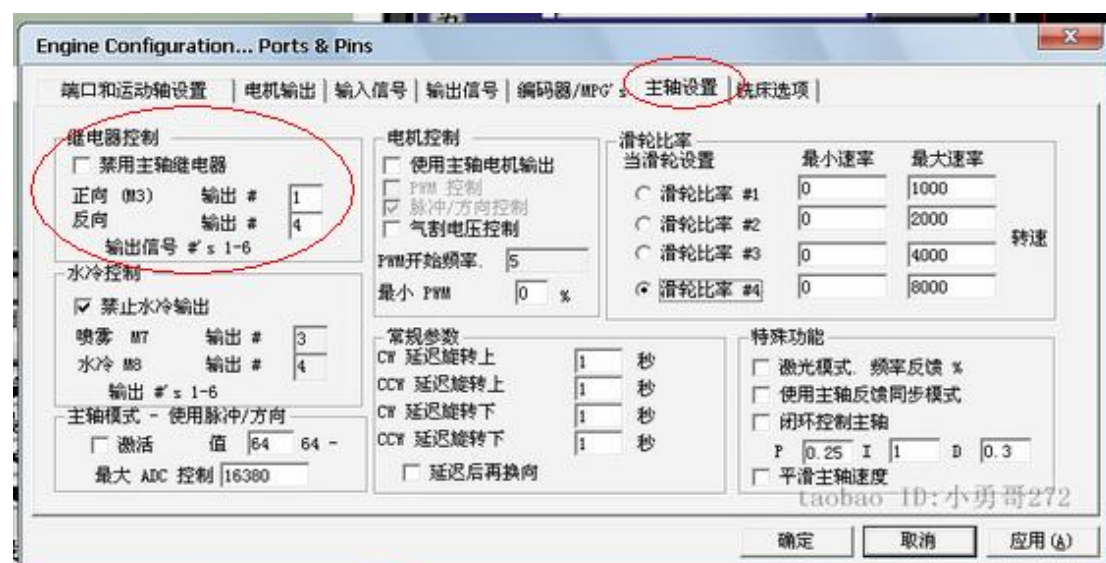 Engine Configuration... Ports & Pins
端口和运动轴设置 电机输出 输入信号 输出信号 编码器/MPG's 主轴设置 铣床选项
继电器控制
禁用主轴继电器
正向 (M3) 输出 # 1
反向 输出 # 4
输出信号 #'s 1-6
水冷控制
禁止水冷输出
喷雾 M7 输出 # 3
水冷 M8 输出 # 4
输出 #'s 1-6
主轴模式 - 使用脉冲/方向
激活 值 64 64 -
最大 ADC 控制 16380
电机控制
使用主轴电机输出
PWM 控制
脉冲/方向控制
气割电压控制
PWM开始频率. 5
最小 PWM 0 %
常规参数
CW 延迟旋转上 1 秒
CCW 延迟旋转上 1 秒
CW 延迟旋转下 1 秒
CCW 延迟旋转下 1 秒
延迟后再换向
滑轮比率
当滑轮设置 最小速率 最大速率
滑轮比率 #1 0 1000
滑轮比率 #2 0 2000
滑轮比率 #3 0 4000
滑轮比率 #4 0 8000
转速
特殊功能
激光模式. 频率反馈 %
使用主轴反馈同步模式
闭环控制主轴
P 0.25 I 1 D 0.3
平滑主轴速度
taobao ID:小勇哥272
确定 取消 应用(A)